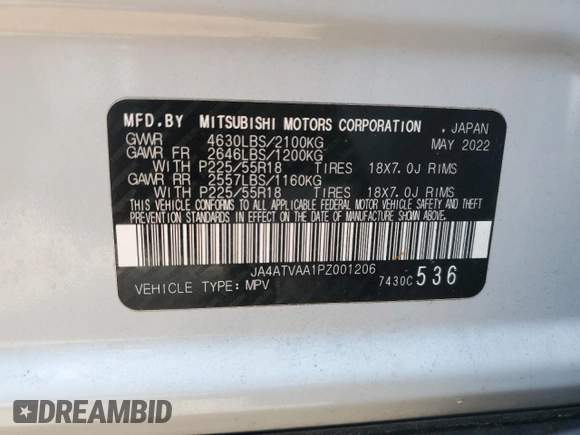 MFD.BY MITSUBISHI MOTORS CORPORATION . JAPAN
GVWR 4630LBS/2100KG MAY 2022
GAWR FR 2646LBS/1200KG
WITH P225/55R18 TIRES 18X7.0J RIMS
GAWR RR 2557LBS/1160KG
WITH P225/55R18 TIRES 18X7.0J RIMS
THIS VEHICLE CONFORMS TO ALL APPLICABLE FEDERAL MOTOR VEHICLE SAFETY AND THEFT
PREVENTION STANDARDS IN EFFECT ON THE DATE OF MANUFACTURE SHOWN ABOVE.
JA4ATVAA1PZ001206
VEHICLE TYPE: MPV 7430C 536
DREAMBID